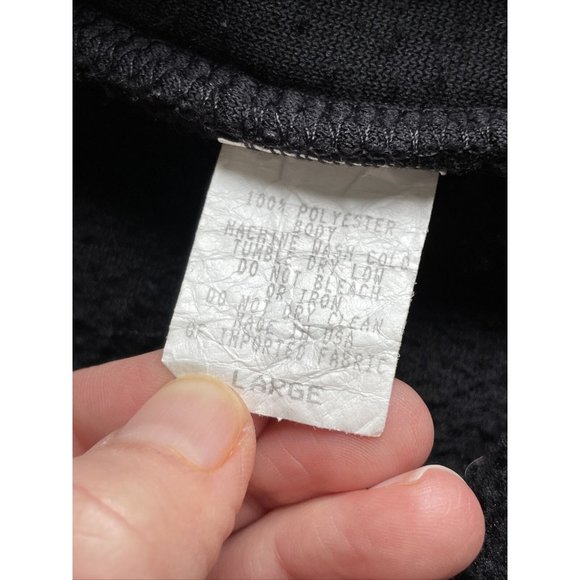 100% POLYESTER
BODY
MACHINE WASH COLD
TUMBLE DRY LOW
DO NOT BLEACH
OR IRON
DO NOT DRY CLEAN
MADE IN USA
OF IMPORTED FABRIC
LARGE